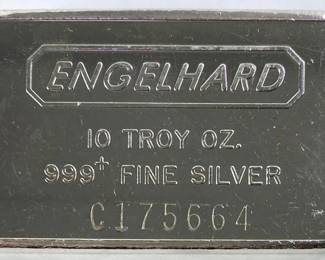 ENGELHARD
10 TROY OZ.
999+ FINE SILVER
C175664